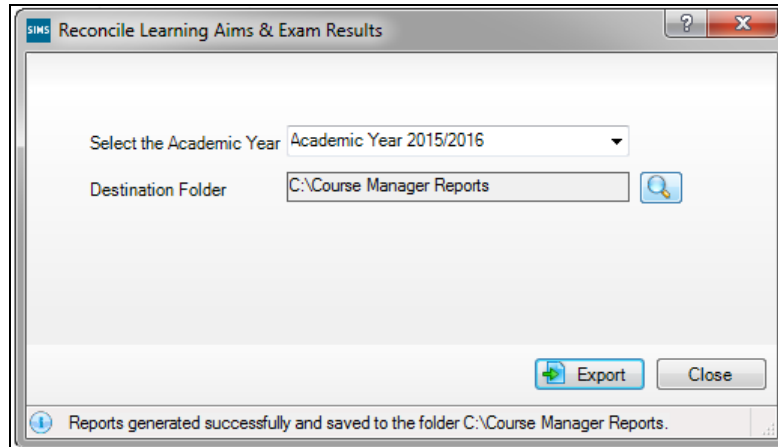 SIMS Reconcile Learning Aims & Exam Results ? X
Select the Academic Year Academic Year 2015/2016
Destination Folder C:\Course Manager Reports
Export Close
i Reports generated successfully and saved to the folder C:\Course Manager Reports.